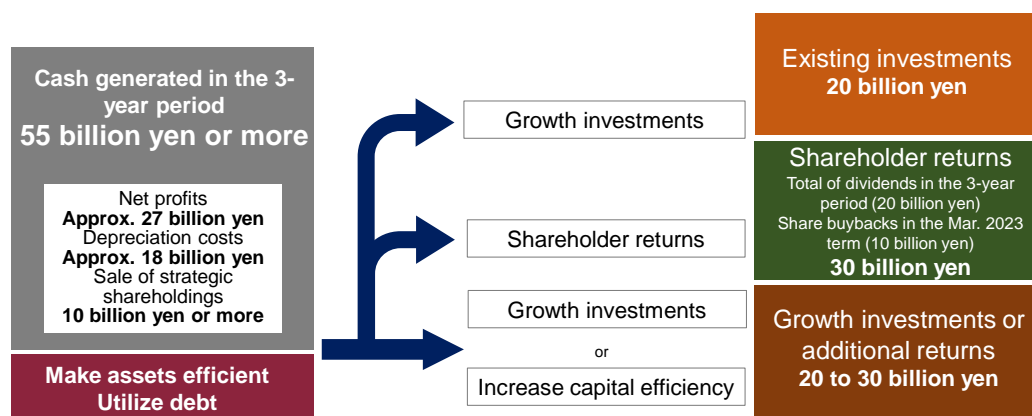 Cash generated in the 3-
year period
55 billion yen or more
Net profits
Approx. 27 billion yen
Depreciation costs
Approx. 18 billion yen
Sale of strategic
shareholdings
10 billion yen or more
Make assets efficient
Utilize debt
Growth investments
Shareholder returns
Growth investments
or
Increase capital efficiency
Existing investments
20 billion yen
Shareholder returns
Total of dividends in the 3-year
period (20 billion yen)
Share buybacks in the Mar. 2023
term (10 billion yen)
30 billion yen
Growth investments or
additional returns
20 to 30 billion yen